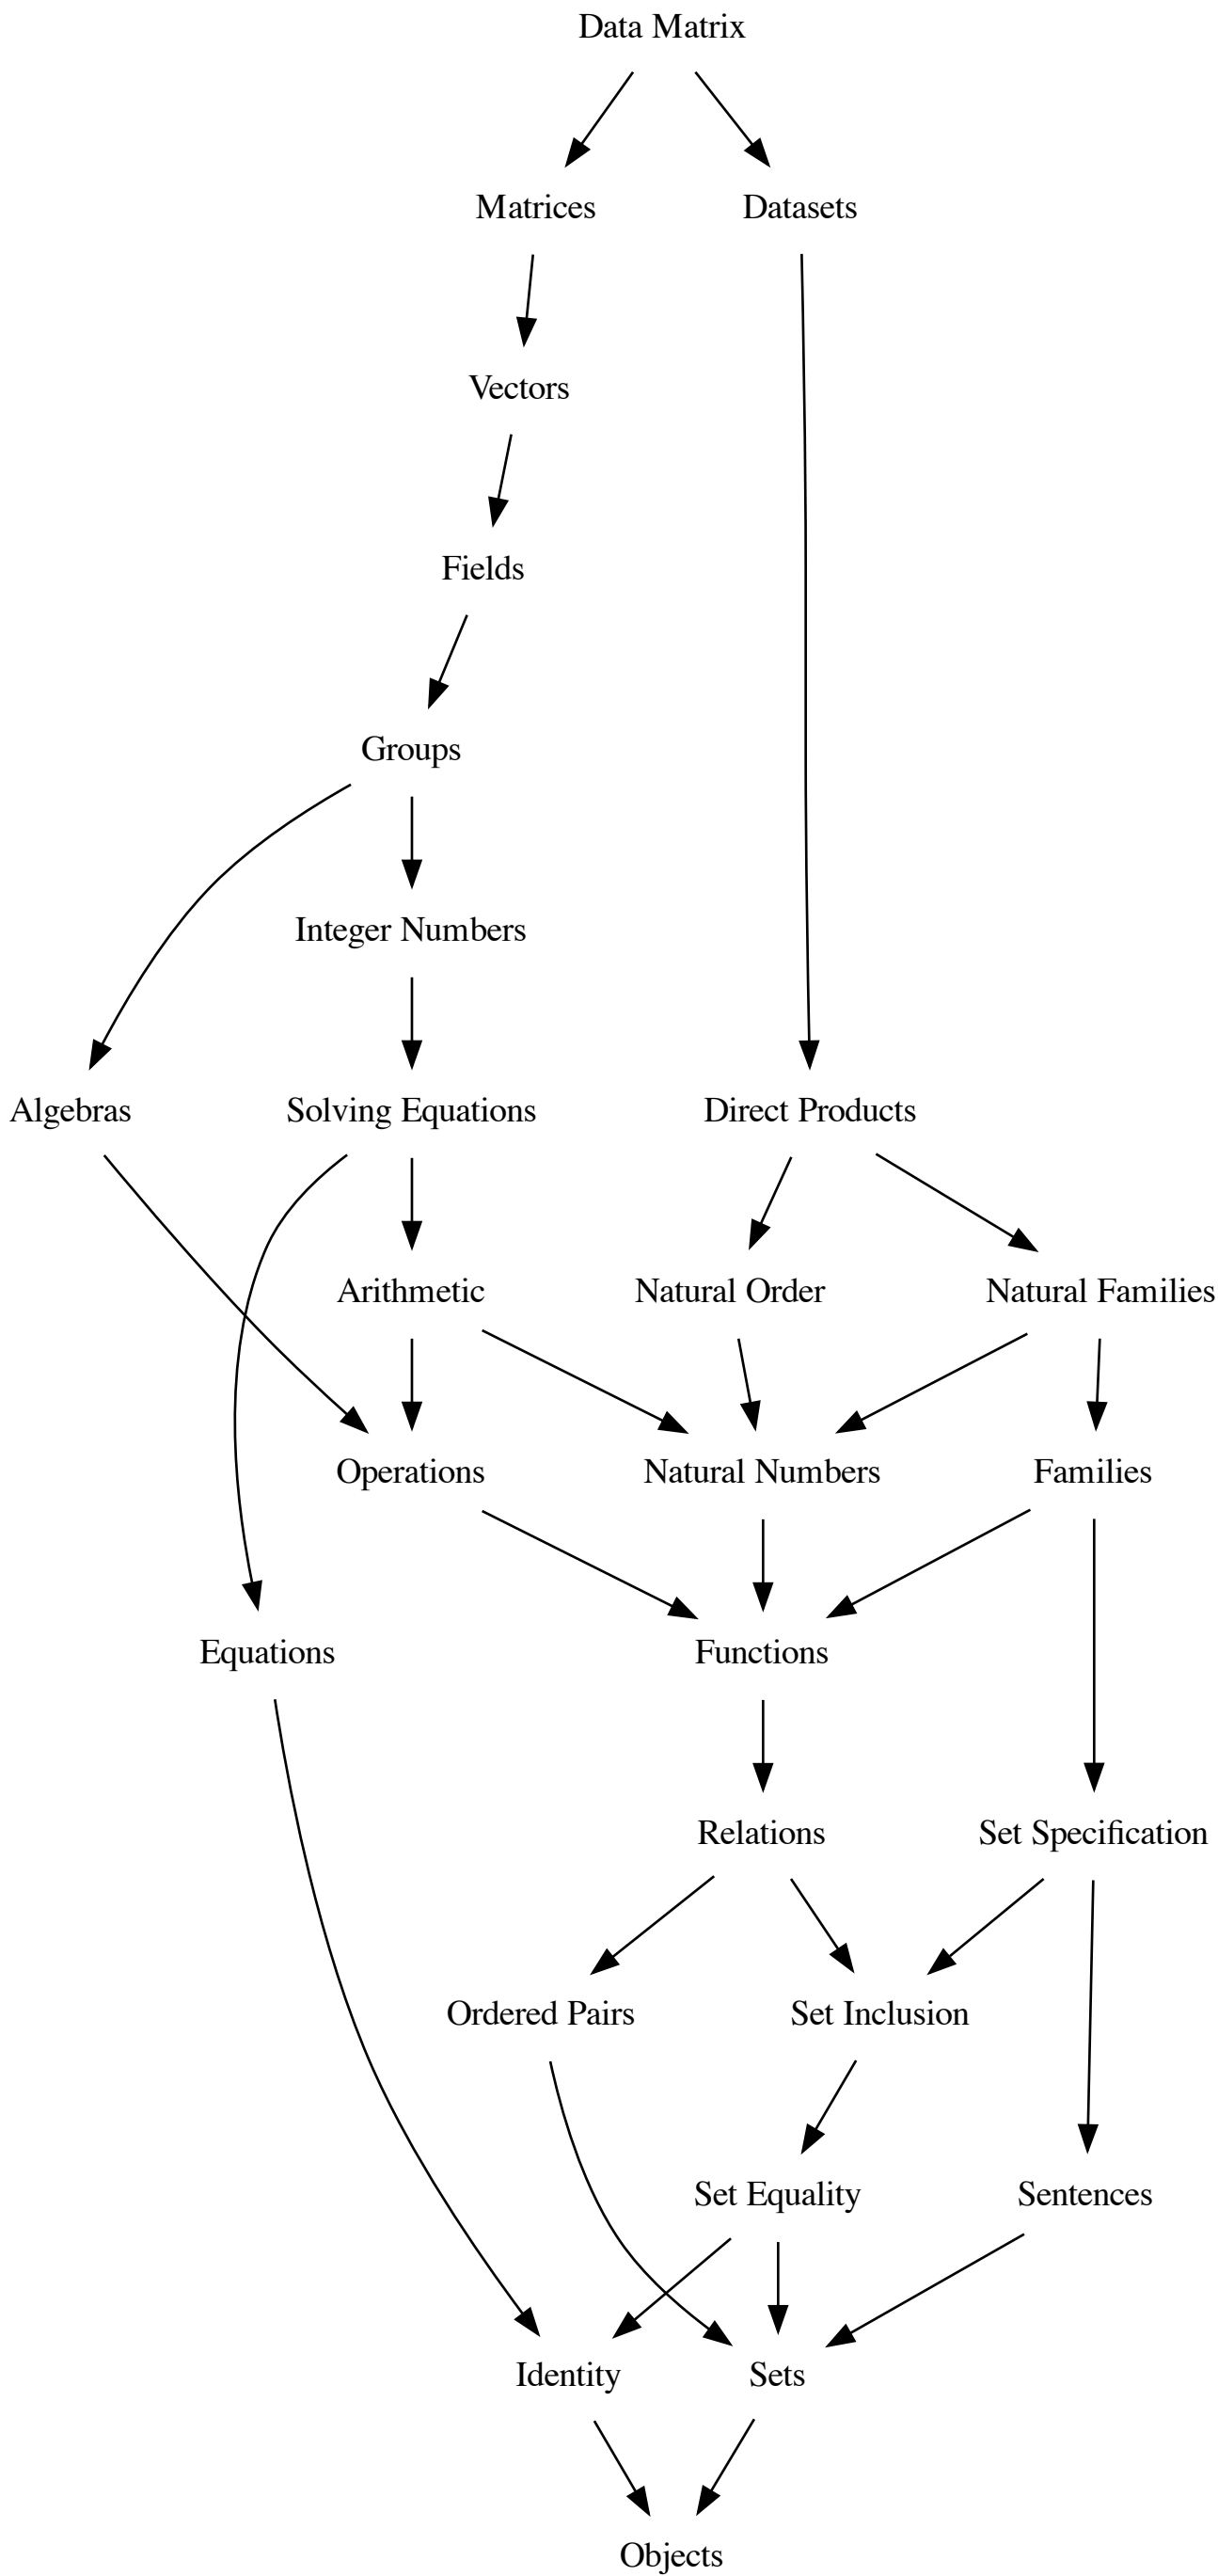 Data Matrix
Matrices
Datasets
Vectors
Fields
Groups
Integer Numbers
Algebras
Solving Equations
Direct Products
Arithmetic
Natural Order
Natural Families
Operations
Natural Numbers
Families
Equations
Functions
Relations
Set Specification
Ordered Pairs
Set Inclusion
Set Equality
Sentences
Identity
Sets
Objects